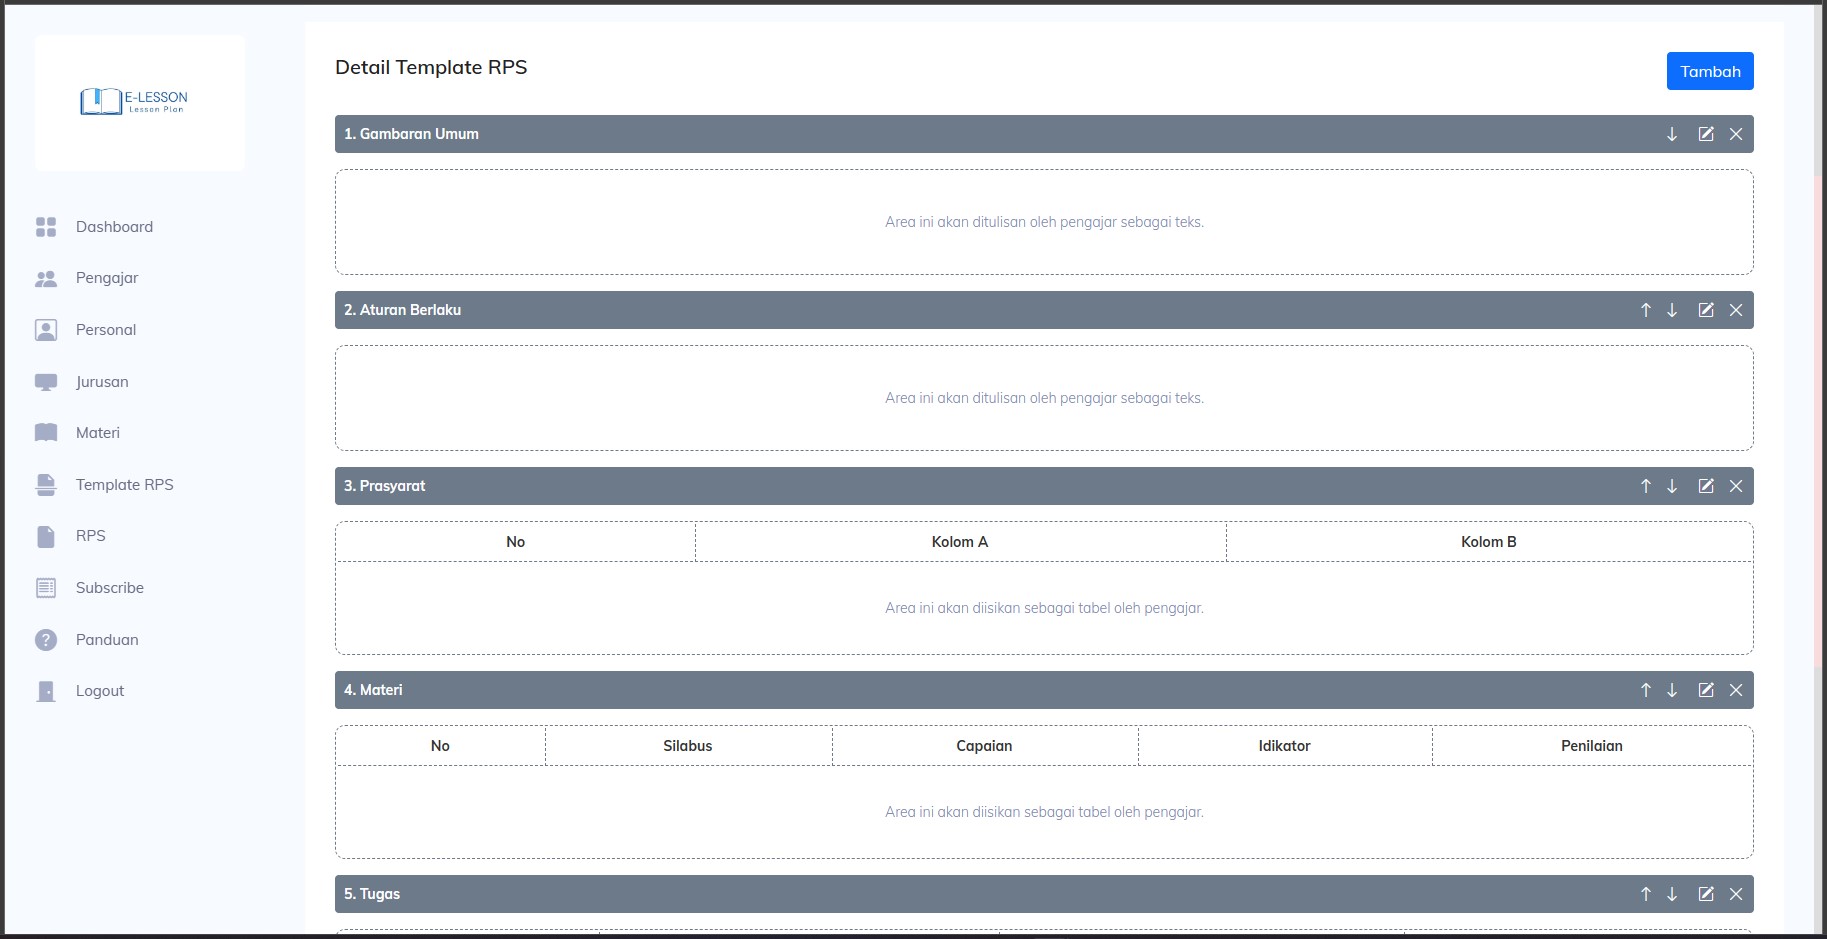 E-LESSON
Lesson Plan
Dashboard
Pengajar
Personal
Jurusan
Materi
Template RPS
RPS
Subscribe
Panduan
Logout
Detail Template RPS
Tambah
1. Gambaran Umum
Area ini akan ditulisan oleh pengajar sebagai teks.
2. Aturan Berlaku
Area ini akan ditulisan oleh pengajar sebagai teks.
3. Prasyarat
No Kolom A Kolom B
Area ini akan diisikan sebagai tabel oleh pengajar.
4. Materi
No Silabus Capaian Idikator Penilaian
Area ini akan diisikan sebagai tabel oleh pengajar.
5. Tugas